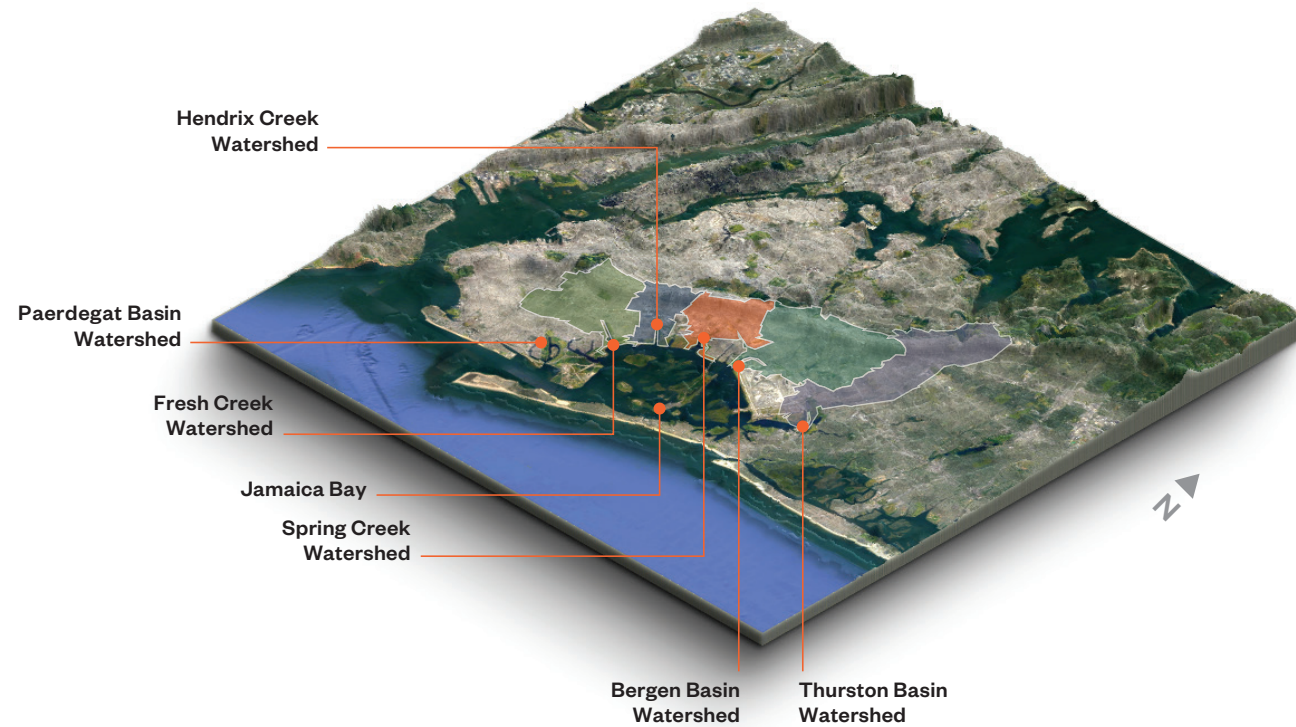 Hendrix Creek
Watershed
Paerdegat Basin
Watershed
Fresh Creek
Watershed
Jamaica Bay
Spring Creek
Watershed
N
Bergen Basin
Watershed
Thurston Basin
Watershed